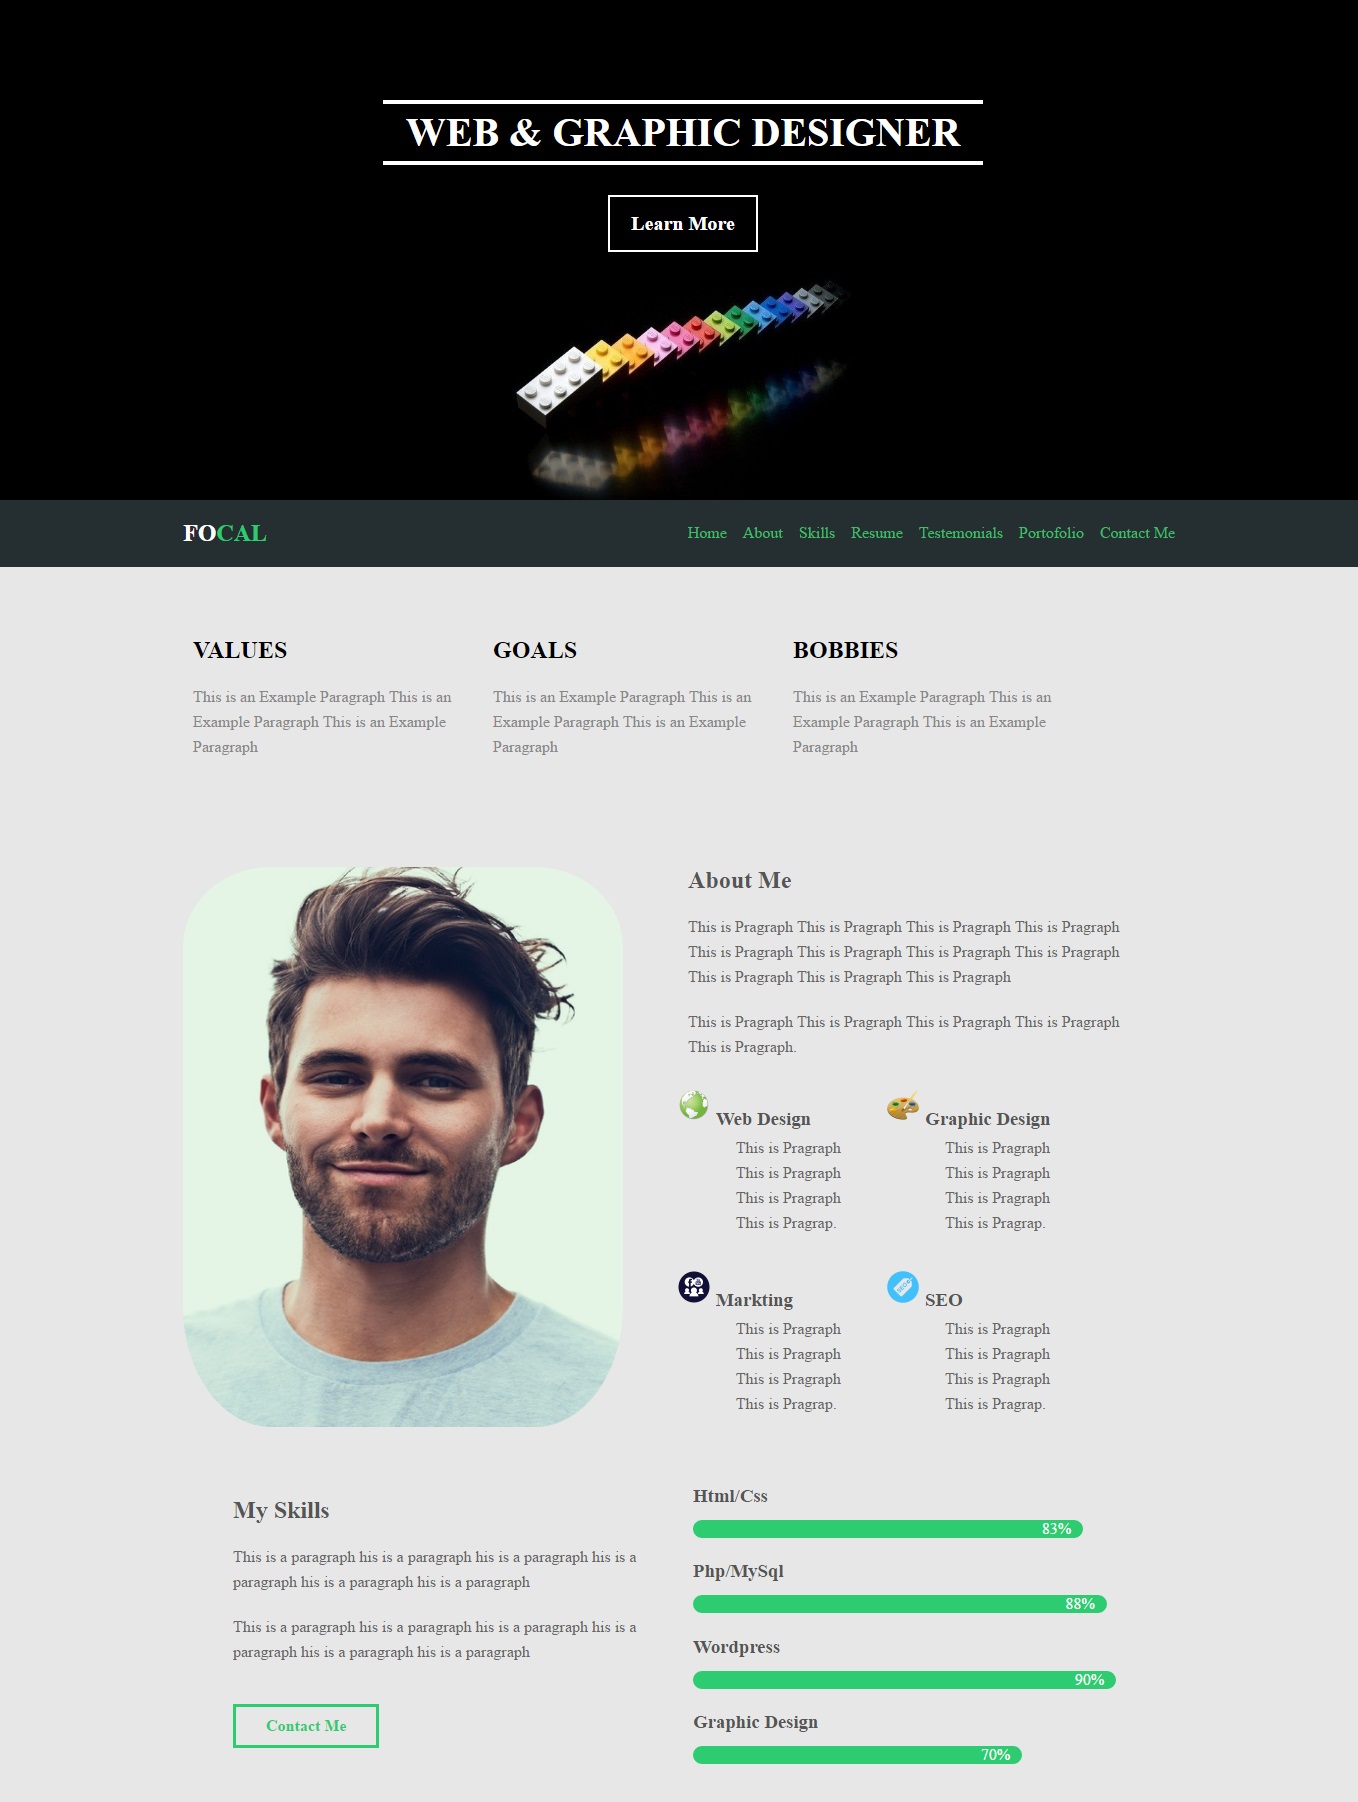 WEB & GRAPHIC DESIGNER
Learn More
FOCAL
Home About Skills Resume Testemonials Portofolio Contact Me
VALUES
This is an Example Paragraph This is an
Example Paragraph This is an Example
Paragraph
GOALS
This is an Example Paragraph This is an
Example Paragraph This is an Example
Paragraph
BOBBIES
This is an Example Paragraph This is an
Example Paragraph This is an Example
Paragraph
About Me
This is Pragraph This is Pragraph This is Pragraph This is Pragraph
This is Pragraph This is Pragraph This is Pragraph This is Pragraph
This is Pragraph This is Pragraph This is Pragraph
This is Pragraph This is Pragraph This is Pragraph This is Pragraph
This is Pragraph.
Web Design
This is Pragraph
This is Pragraph
This is Pragraph
This is Pragrap.
Graphic Design
This is Pragraph
This is Pragraph
This is Pragraph
This is Pragrap.
Markting
This is Pragraph
This is Pragraph
This is Pragraph
This is Pragrap.
SEO
SEO
This is Pragraph
This is Pragraph
This is Pragraph
This is Pragrap.
My Skills
This is a paragraph his is a paragraph his is a paragraph his is a
paragraph his is a paragraph his is a paragraph
This is a paragraph his is a paragraph his is a paragraph his is a
paragraph his is a paragraph his is a paragraph
Contact Me
Html/Css
83%
Php/MySql
88%
Wordpress
90%
Graphic Design
70%